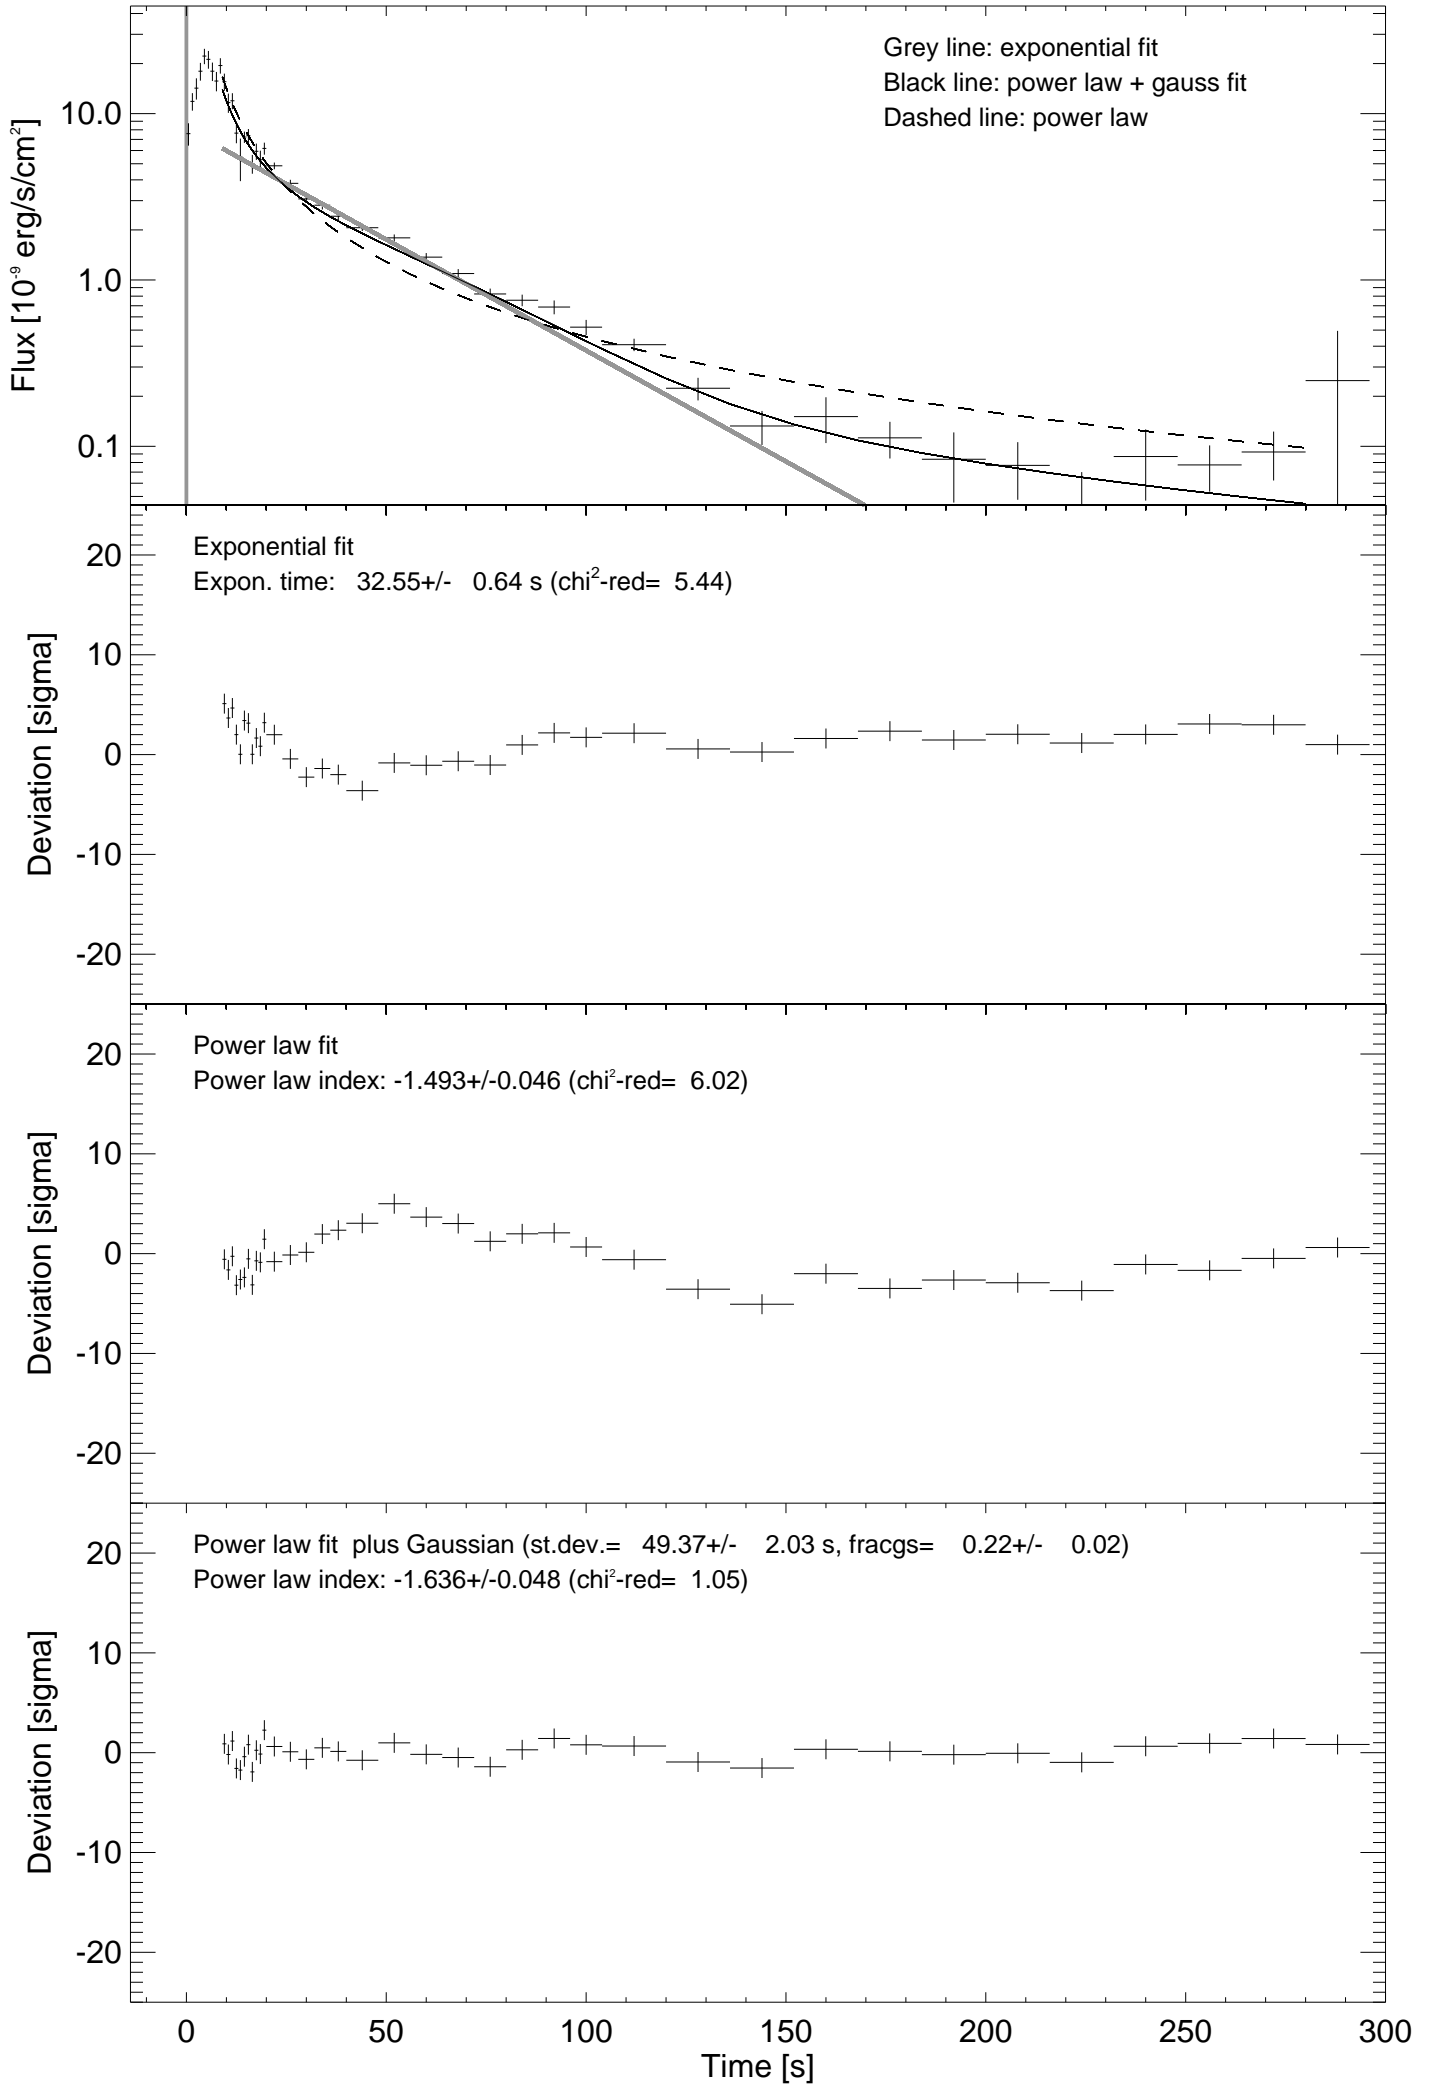 Grey line: exponential fit
Black line: power law + gauss fit
Dashed line: power law
Flux [10⁻⁹ erg/s/cm²]
10.0
1.0
0.1
Exponential fit
Expon. time: 32.55+/- 0.64 s (chi²-red= 5.44)
Deviation [sigma]
20
10
0
-10
-20
Power law fit
Power law index: -1.493+/-0.046 (chi²-red= 6.02)
Deviation [sigma]
20
10
0
-10
-20
Power law fit plus Gaussian (st.dev.= 49.37+/- 2.03 s, fracgs= 0.22+/- 0.02)
Power law index: -1.636+/-0.048 (chi²-red= 1.05)
Deviation [sigma]
20
10
0
-10
-20
0 50 100 150 200 250 300
Time [s]